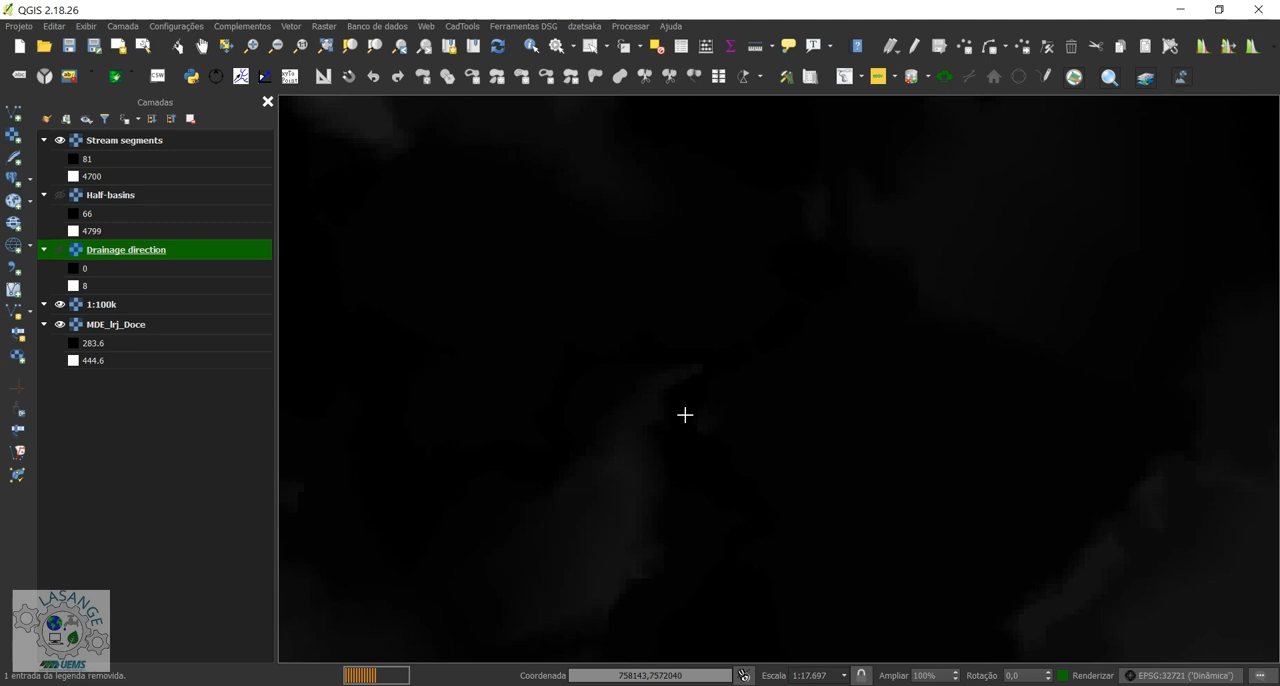 QGIS 2.18.26
Projeto Editar Exibir Camada Configurações Complementos Vetor Raster Banco de dados Web CadTools Ferramentas DSG dzetsaka Processar Ajuda
Camadas
Stream segments
81
4700
Half-basins
66
4799
Drainage direction
0
8
1:100k
MDE_lrj_Doce
283.6
444.6
LASANGE
UEMS
1 entrada da legenda removida.
Coordenada 758143,7572040 Escala 1:17.697 Ampliar 100% Rotação 0,0 Renderizar EPSG:32721 ('Dinâmica')